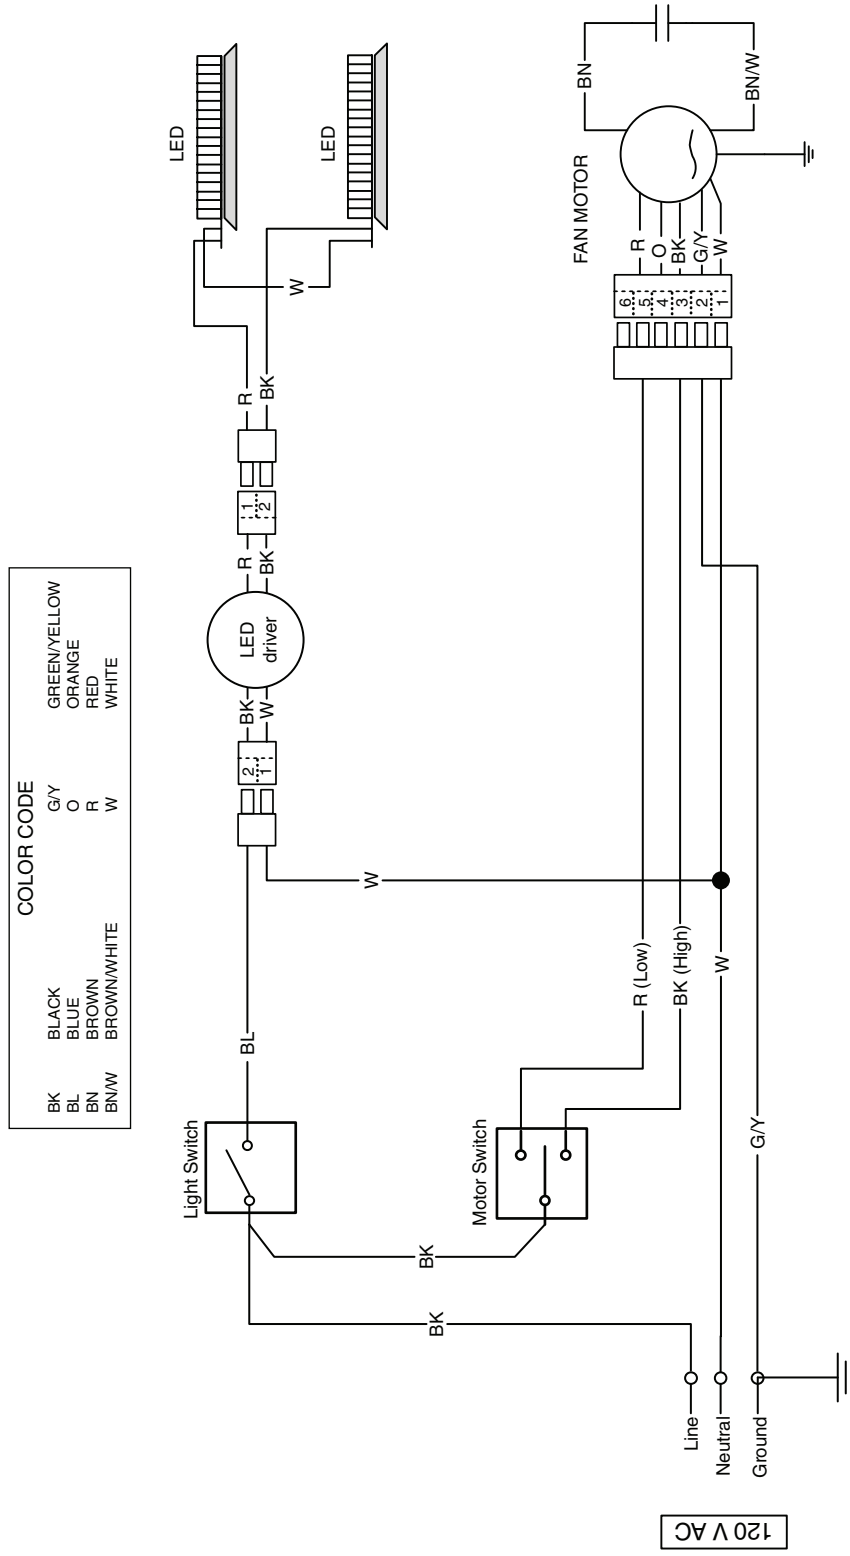 COLOR CODE
BK BLACK G/Y GREEN/YELLOW
BL BLUE O ORANGE
BN BROWN R RED
BN/W BROWN/WHITE W WHITE
LED
LED
W
R
BK
1
2
R
BK
LED
driver
BK
W
2
1
BL
W
Light Switch
Motor Switch
BK
BK
R (Low)
BK (High)
W
G/Y
FAN MOTOR
BN
BN/W
R
O
BK
G/Y
W
6
5
4
3
2
1
Line
Neutral
Ground
120 V AC